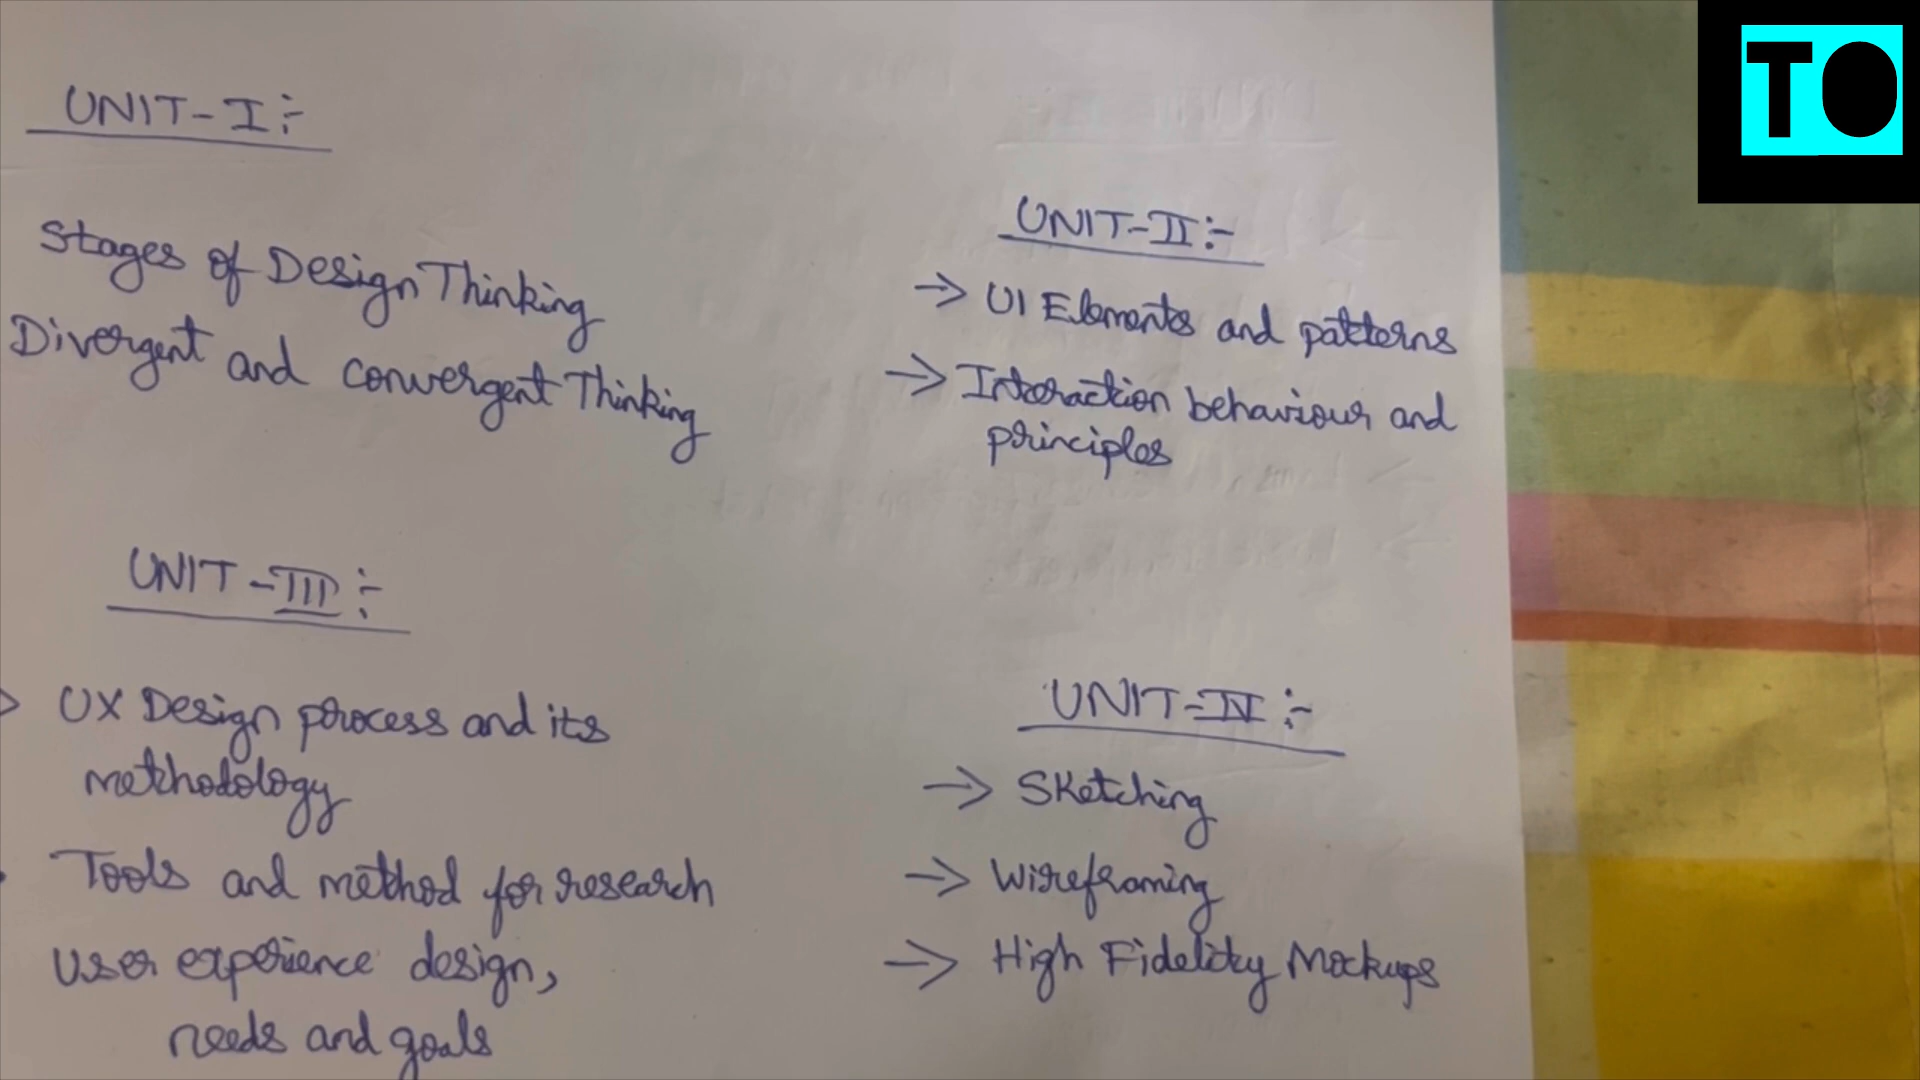 TO
UNIT-I:-
Stages of Design Thinking
Divergent and convergent Thinking
UNIT-II:-
→ UI Elements and patterns
→ Interaction behaviour and
principles
UNIT-III:-
> UX Design process and its
methodology
Tools and method for research
User experience design,
needs and goals
UNIT-IV:-
→ Sketching
→ Wireframing
→ High Fidelity Mockups